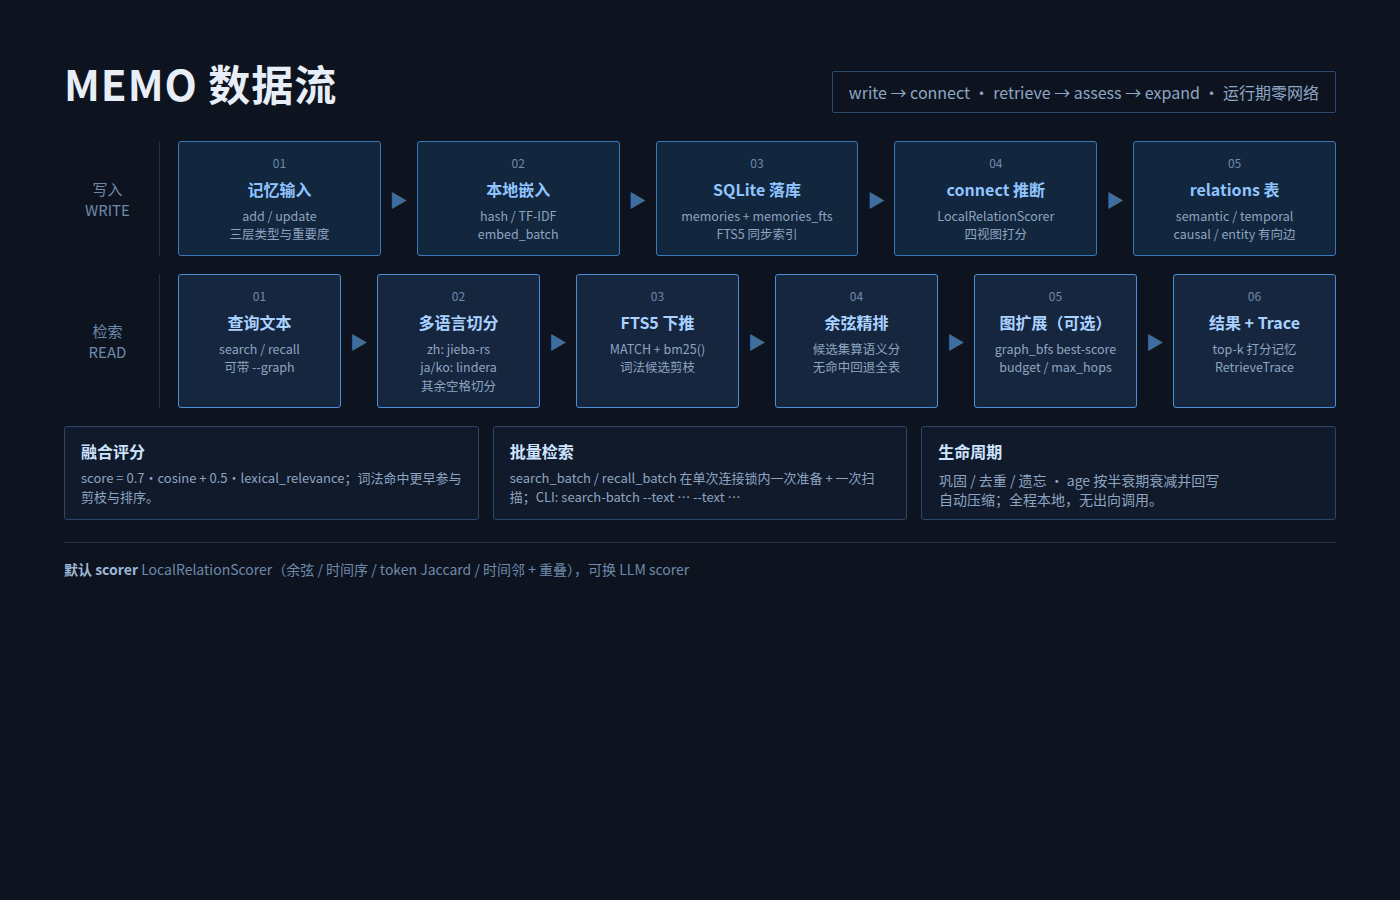 MEMO 数据流
write → connect · retrieve → assess → expand · 运行期零网络
写入
WRITE
01
记忆输入
add / update
三层类型与重要度
02
本地嵌入
hash / TF-IDF
embed_batch
03
SQLite 落库
memories + memories_fts
FTS5 同步索引
04
connect 推断
LocalRelationScorer
四视图打分
05
relations 表
semantic / temporal
causal / entity 有向边
检索
READ
01
查询文本
search / recall
可带 --graph
02
多语言切分
zh: jieba-rs
ja/ko: lindera
其余空格切分
03
FTS5 下推
MATCH + bm25()
词法候选剪枝
04
余弦精排
候选集算语义分
无命中回退全表
05
图扩展（可选）
graph_bfs best-score
budget / max_hops
06
结果 + Trace
top-k 打分记忆
RetrieveTrace
融合评分
score = 0.7·cosine + 0.5·lexical_relevance；词法命中更早参与
剪枝与排序。
批量检索
search_batch / recall_batch 在单次连接锁内一次准备 + 一次扫
描；CLI: search-batch --text … --text …
生命周期
巩固 / 去重 / 遗忘 · age 按半衰期衰减并回写
自动压缩；全程本地，无出向调用。
默认 scorer LocalRelationScorer（余弦 / 时间序 / token Jaccard / 时间邻 + 重叠），可换 LLM scorer